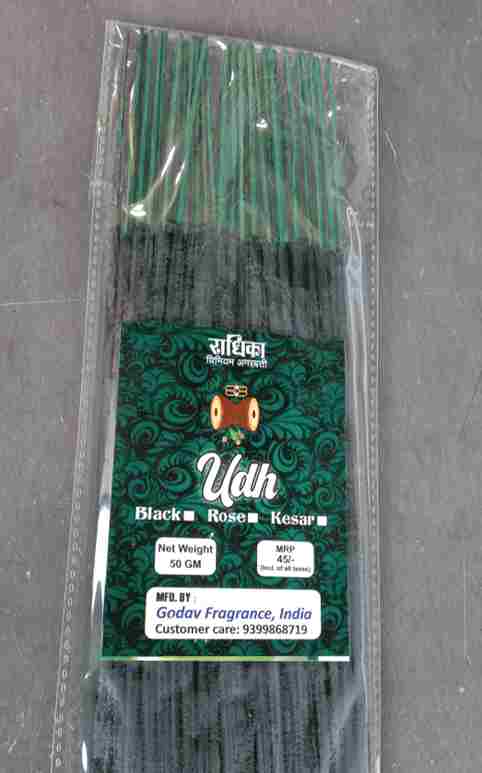 राधिका
प्रिमियम अगरबत्ती
Udh
Black Rose Kesar
Net Weight
50 GM
MRP
45/-
(Incl. of all taxes)
MFD. BY :
Godav Fragrance, India
Customer care: 9399868719